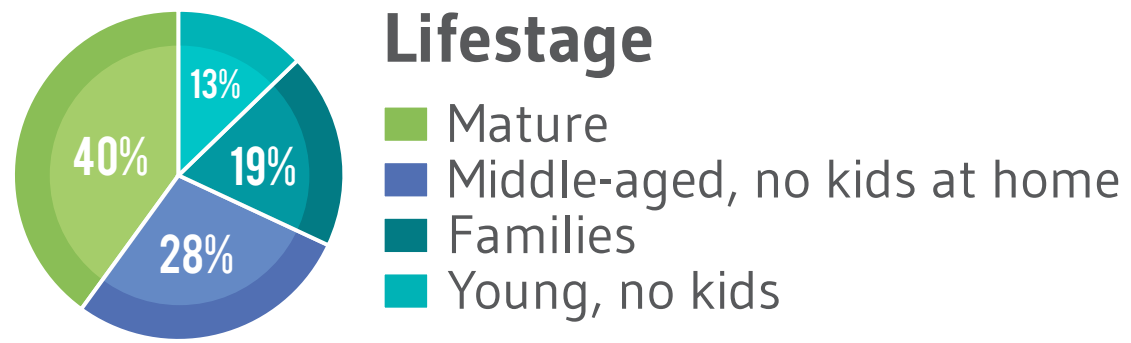 Lifestage
13%
40%
19%
28%
Mature
Middle-aged, no kids at home
Families
Young, no kids